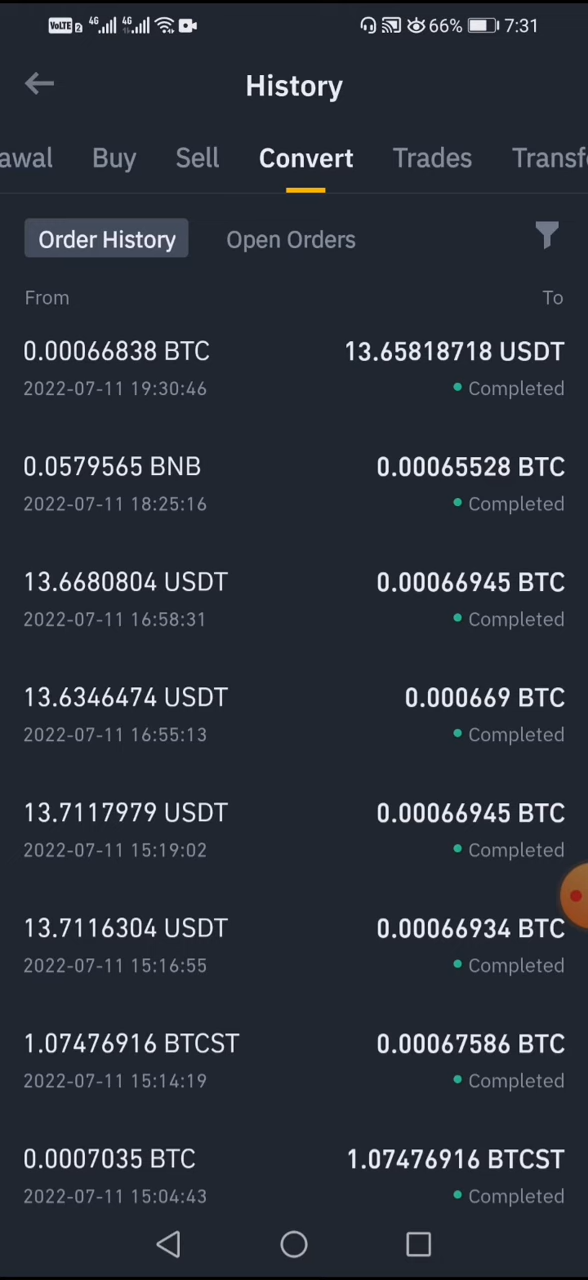 VoLTE 2 4G 4G 66% 7:31
History
awal Buy Sell Convert Trades Transf
Order History Open Orders
From To
0.00066838 BTC 13.65818718 USDT
2022-07-11 19:30:46 Completed
0.0579565 BNB 0.00065528 BTC
2022-07-11 18:25:16 Completed
13.6680804 USDT 0.00066945 BTC
2022-07-11 16:58:31 Completed
13.6346474 USDT 0.000669 BTC
2022-07-11 16:55:13 Completed
13.7117979 USDT 0.00066945 BTC
2022-07-11 15:19:02 Completed
13.7116304 USDT 0.00066934 BTC
2022-07-11 15:16:55 Completed
1.07476916 BTCST 0.00067586 BTC
2022-07-11 15:14:19 Completed
0.0007035 BTC 1.07476916 BTCST
2022-07-11 15:04:43 Completed